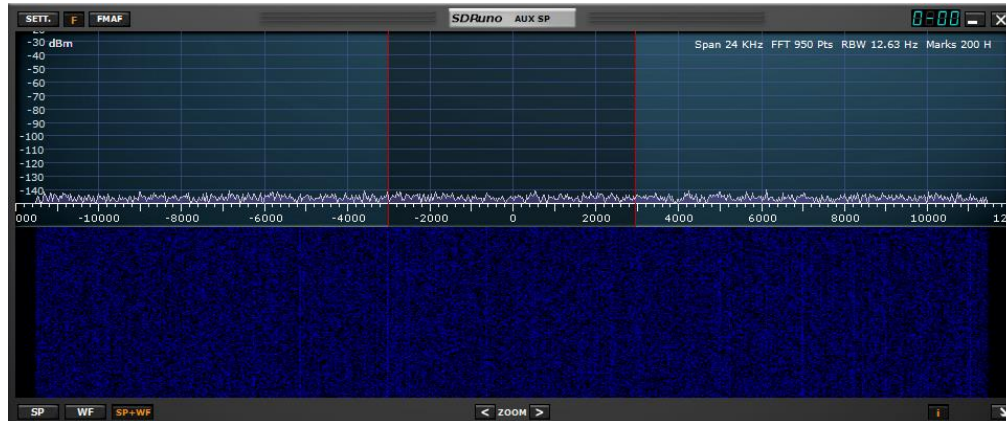 SETT. F FMAF SDRuno AUX SP 0-00
-30 dBm Span 24 KHz FFT 950 Pts RBW 12.63 Hz Marks 200 H
-40
-50
-60
-70
-80
-90
-100
-110
-120
-130
-140
000 -10000 -8000 -6000 -4000 -2000 0 2000 4000 6000 8000 10000 12
SP WF SP+WF < ZOOM > i